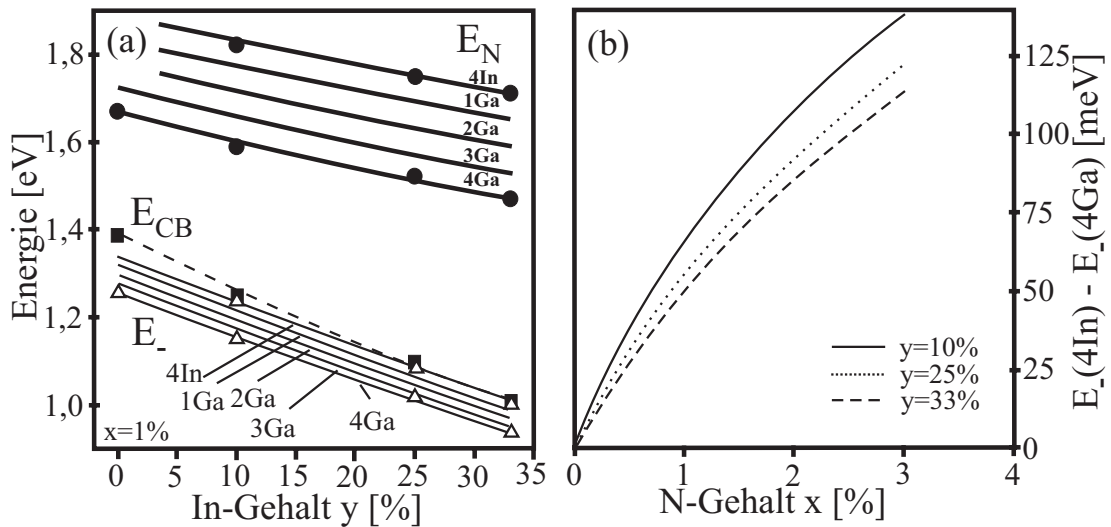 (a)
E_N
4In
1Ga
2Ga
3Ga
4Ga
E_CB
E_-
4In
1Ga
2Ga
3Ga
4Ga
x=1%
1,8
1,6
1,4
1,2
1,0
Energie [eV]
0 5 10 15 20 25 30 35
In-Gehalt y [%]
(b)
y=10%
y=25%
y=33%
0 1 2 3 4
N-Gehalt x [%]
125
100
75
50
25
0
E_-(4In) - E_-(4Ga) [meV]